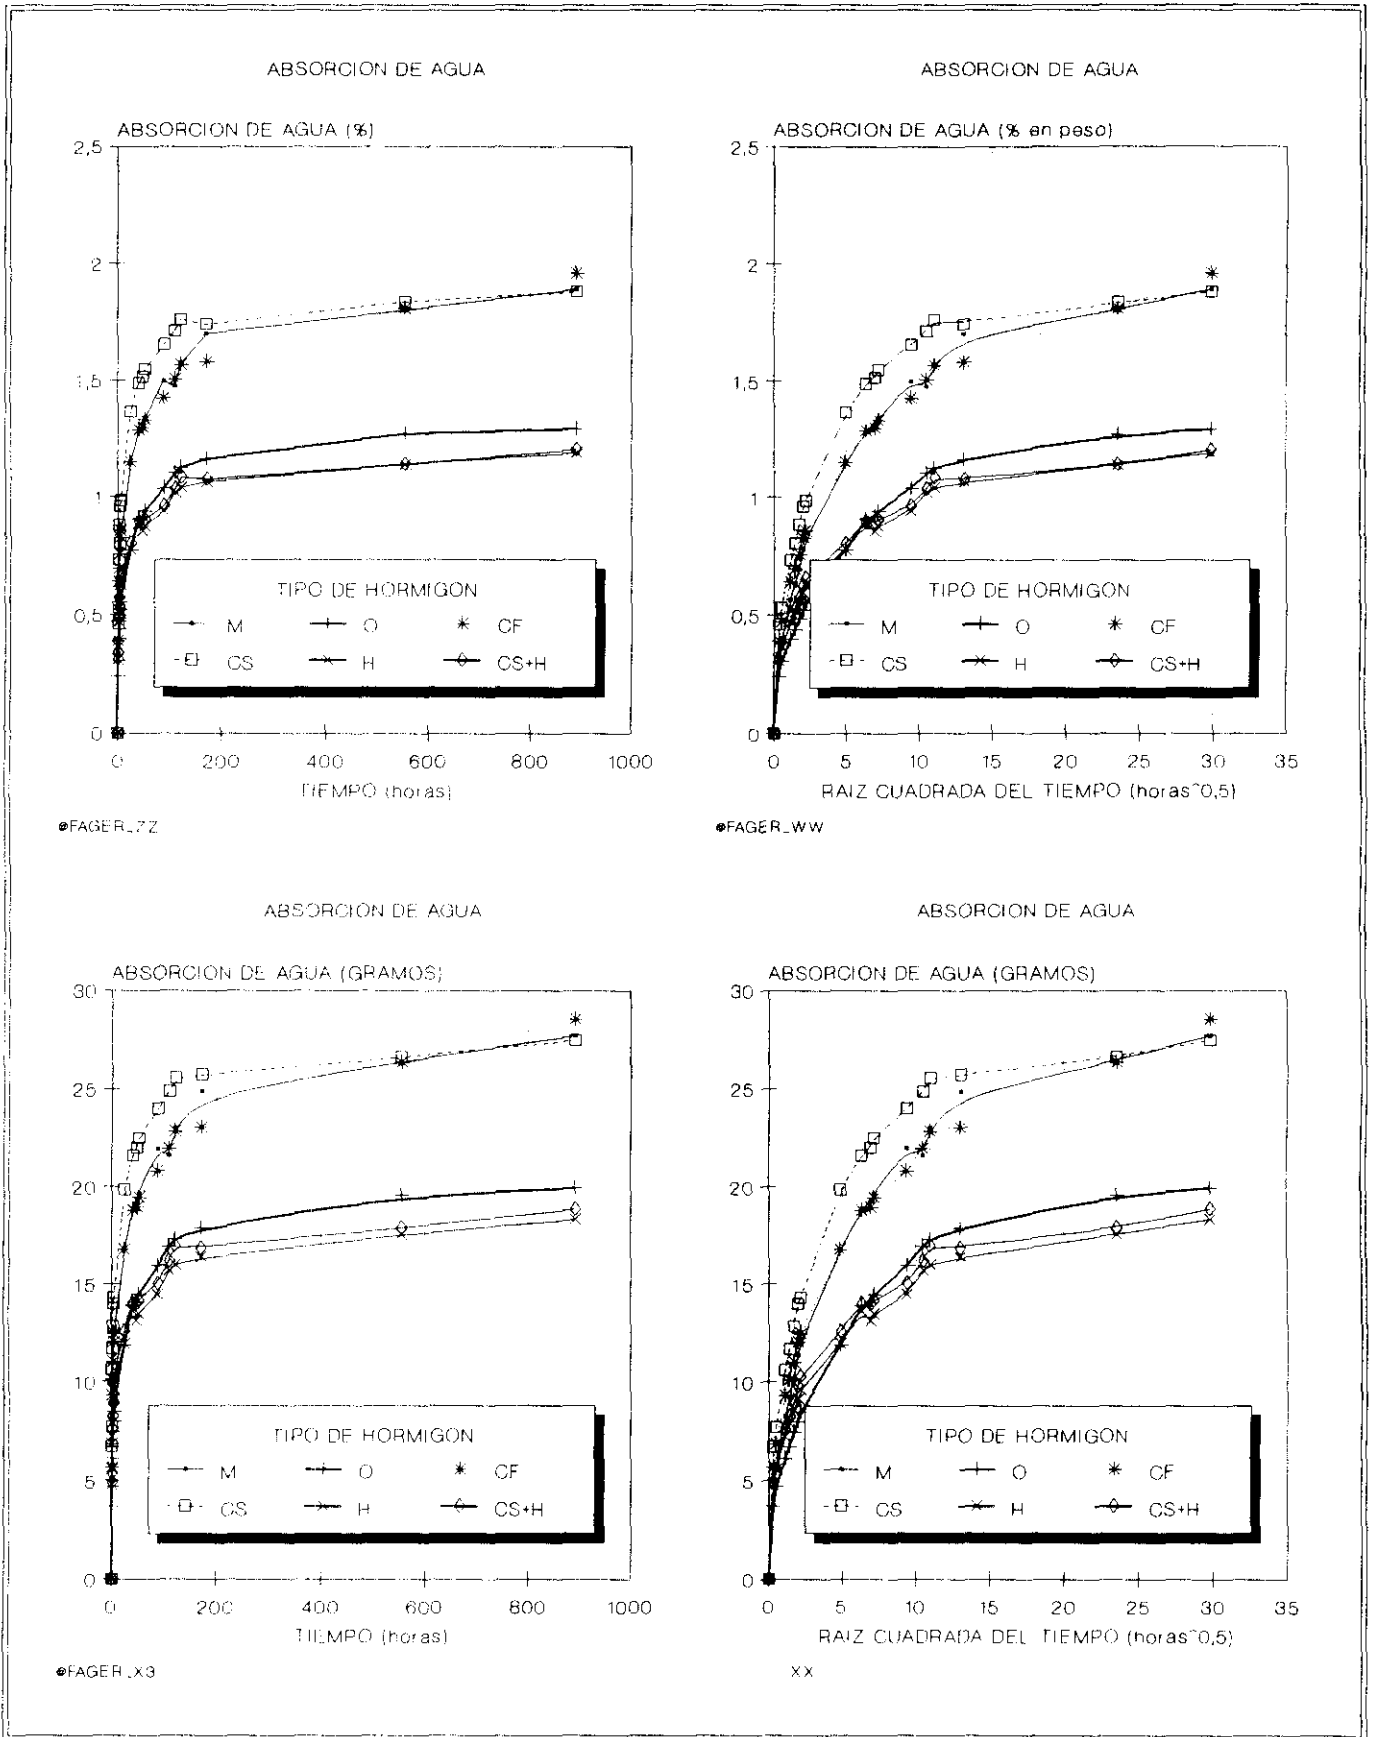 ABSORCION DE AGUA
ABSORCION DE AGUA (%)
2,5
2
1,5
1
0,5
0
TIPO DE HORMIGON
M O CF
CS H CS+H
0 200 400 600 800 1000
TIEMPO (horas)
@FAGER_ZZ
ABSORCION DE AGUA
ABSORCION DE AGUA (% en peso)
2,5
2
1,5
1
0,5
0
TIPO DE HORMIGON
M O CF
CS H CS+H
0 5 10 15 20 25 30 35
RAIZ CUADRADA DEL TIEMPO (horas^0,5)
@FAGER_WW
ABSORCION DE AGUA
ABSORCION DE AGUA (GRAMOS)
30
25
20
15
10
5
0
TIPO DE HORMIGON
M O CF
CS H CS+H
0 200 400 600 800 1000
TIEMPO (horas)
@FAGER_X3
ABSORCION DE AGUA
ABSORCION DE AGUA (GRAMOS)
30
25
20
15
10
5
0
TIPO DE HORMIGON
M O CF
CS H CS+H
0 5 10 15 20 25 30 35
RAIZ CUADRADA DEL TIEMPO (horas^0,5)
XX